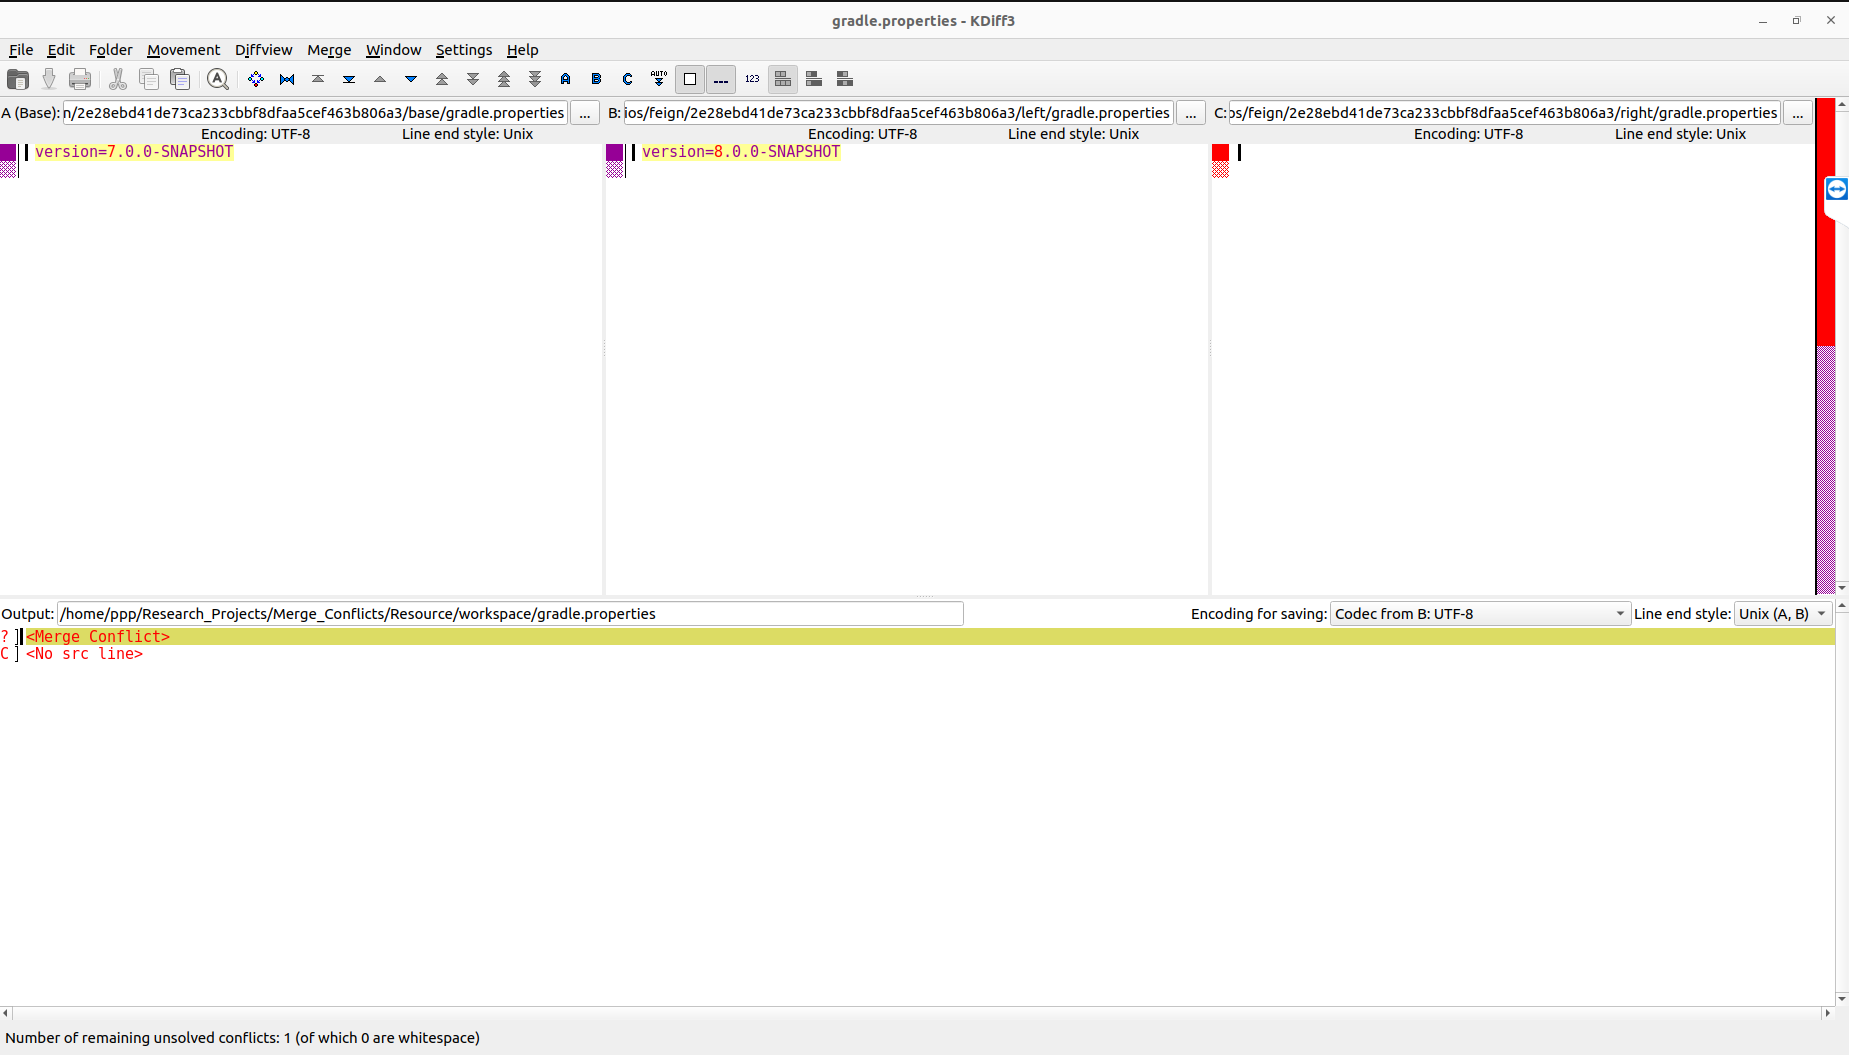 gradle.properties - KDiff3
File Edit Folder Movement Diffview Merge Window Settings Help
A B C AUTO 123
A (Base): n/2e28ebd41de73ca233cbbf8dfaa5cef463b806a3/base/gradle.properties ... B: ios/feign/2e28ebd41de73ca233cbbf8dfaa5cef463b806a3/left/gradle.properties ... C: os/feign/2e28ebd41de73ca233cbbf8dfaa5cef463b806a3/right/gradle.properties ...
Encoding: UTF-8 Line end style: Unix Encoding: UTF-8 Line end style: Unix Encoding: UTF-8 Line end style: Unix
version=7.0.0-SNAPSHOT version=8.0.0-SNAPSHOT
Output: /home/ppp/Research_Projects/Merge_Conflicts/Resource/workspace/gradle.properties Encoding for saving: Codec from B: UTF-8 Line end style: Unix (A, B)
? ] <Merge Conflict>
C ] <No src line>
Number of remaining unsolved conflicts: 1 (of which 0 are whitespace)